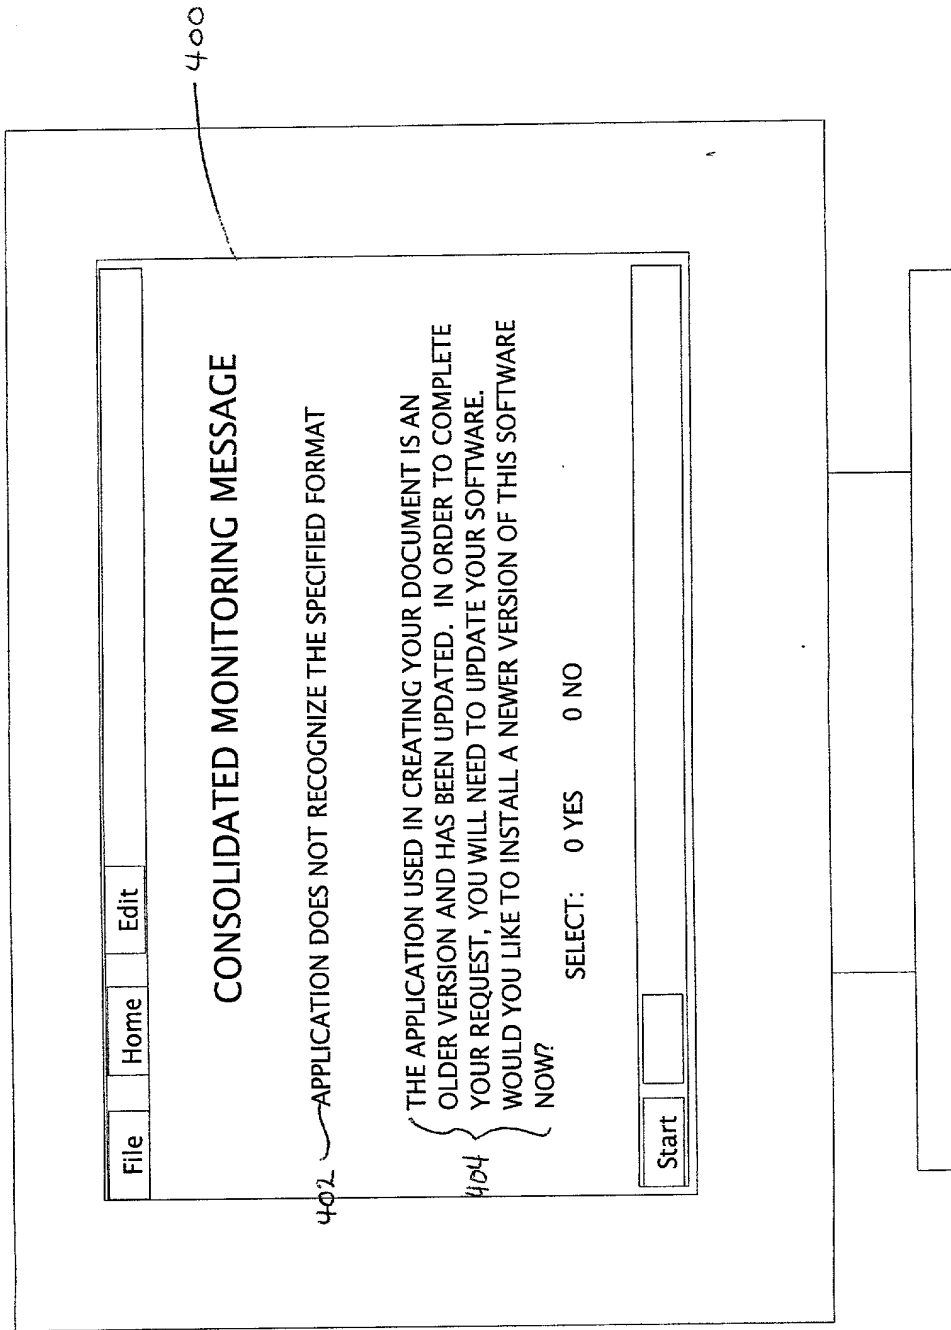 400
File Home Edit
CONSOLIDATED MONITORING MESSAGE
402 APPLICATION DOES NOT RECOGNIZE THE SPECIFIED FORMAT
404
THE APPLICATION USED IN CREATING YOUR DOCUMENT IS AN
OLDER VERSION AND HAS BEEN UPDATED. IN ORDER TO COMPLETE
YOUR REQUEST, YOU WILL NEED TO UPDATE YOUR SOFTWARE.
WOULD YOU LIKE TO INSTALL A NEWER VERSION OF THIS SOFTWARE
NOW?
SELECT: 0 YES 0 NO
Start